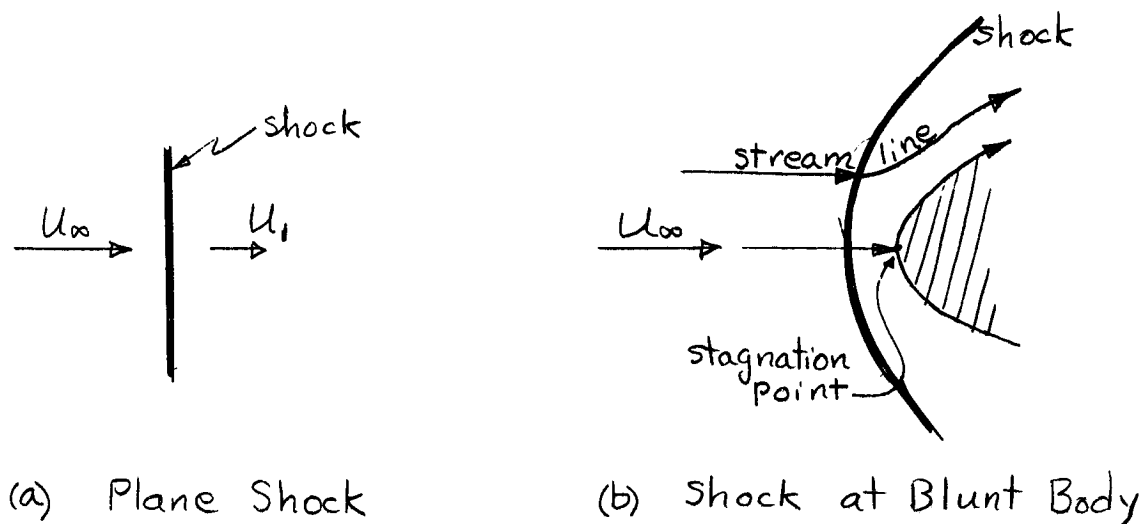 shock
U∞
U₁
(a) Plane Shock
shock
stream line
U∞
stagnation
point
(b) Shock at Blunt Body